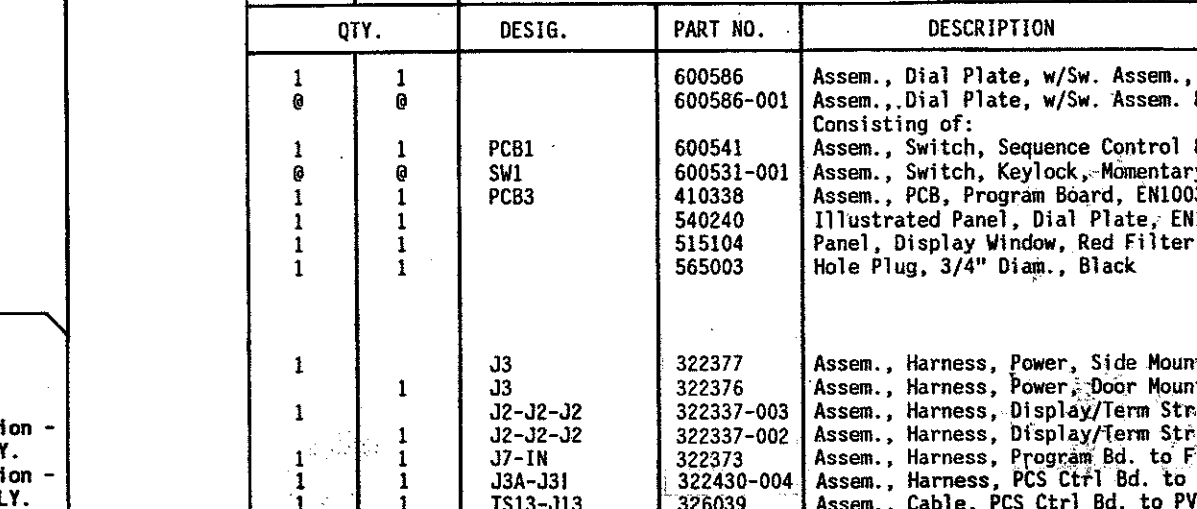 QTY. DESIG. PART NO. DESCRIPTION
1 1 600586 Assem., Dial Plate, w/Sw. Assem.,
@ @ 600586-001 Assem., Dial Plate, w/Sw. Assem. &
Consisting of:
1 1 PCB1 600541 Assem., Switch, Sequence Control &
@ @ SW1 600531-001 Assem., Switch, Keylock, Momentary
1 1 PCB3 410338 Assem., PCB, Program Board, EN1003
1 1 540240 Illustrated Panel, Dial Plate, EN1
1 1 515104 Panel, Display Window, Red Filter
1 1 565003 Hole Plug, 3/4" Diam., Black
1 J3 322377 Assem., Harness, Power, Side Moun
1 J3 322376 Assem., Harness, Power, Door Moun
1 J2-J2-J2 322337-003 Assem., Harness, Display/Term Str
ion - 1 J2-J2-J2 322337-002 Assem., Harness, Display/Term Str
Y. 1 1 J7-IN 322373 Assem., Harness, Program Bd. to F
ion - 1 1 J3A-J3I 322430-004 Assem., Harness, PCS Ctrl Bd. to
LY. 1 1 TS13-J13 326039 Assem., Cable, PCS Ctrl Bd. to PV